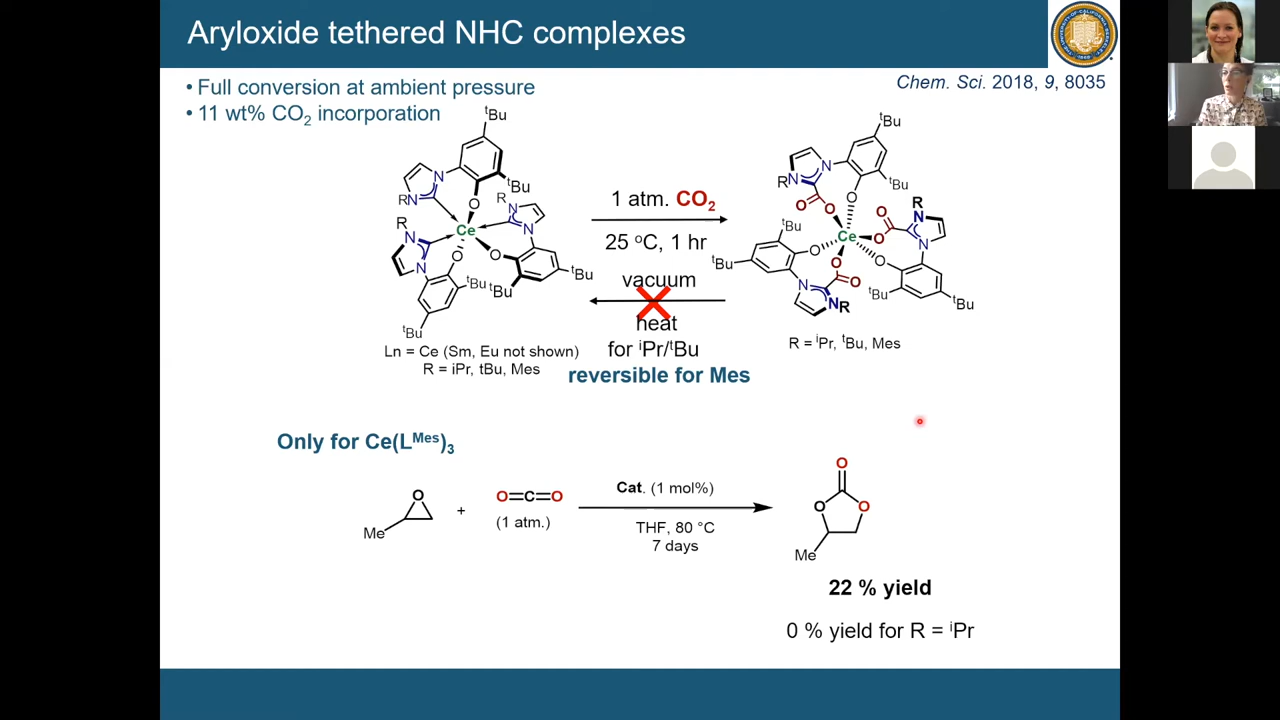 Aryloxide tethered NHC complexes
• Full conversion at ambient pressure
• 11 wt% CO₂ incorporation
Chem. Sci. 2018, 9, 8035
ᵗBu
ᵗBu
O
N
N
R
R
N
N
R
N
N
Ce
O
O
ᵗBu
ᵗBu
ᵗBu
ᵗBu
Ln = Ce (Sm, Eu not shown)
R = iPr, tBu, Mes
1 atm. CO₂
25 °C, 1 hr
vacuum
heat
for ⁱPr/ᵗBu
reversible for Mes
ᵗBu
ᵗBu
N
N
R
O
O
O
R
N
N
O
O
Ce
ᵗBu
ᵗBu
O
O
O
O
N
N
R
ᵗBu
ᵗBu
R = ⁱPr, ᵗBu, Mes
Only for Ce(Lᴹᵉˢ)₃
O
Me
+
O=C=O
(1 atm.)
Cat. (1 mol%)
THF, 80 °C
7 days
O
O
O
Me
22 % yield
0 % yield for R = ⁱPr